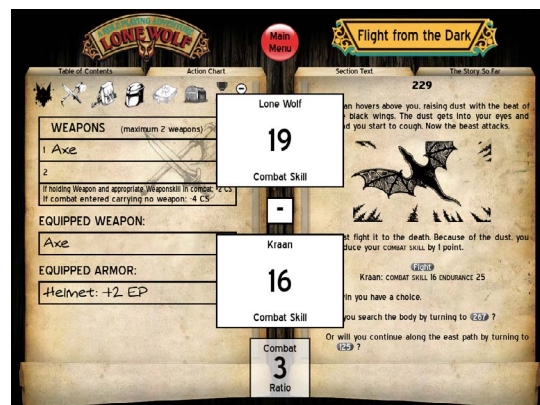 A ROLE PLAYING ADVENTURE
LONE WOLF
Main
Menu
Flight from the Dark
Table of Contents
Action Chart
Section Text
The Story So Far
WEAPONS (maximum 2 weapons)
1 Axe
2
If holding Weapon and appropriate Weaponskill in combat: +2 CS
If combat entered carrying no weapon: -4 CS
EQUIPPED WEAPON:
Axe
EQUIPPED ARMOR:
Helmet: +2 EP
Lone Wolf
19
Combat Skill
-
Kraan
16
Combat Skill
Combat
3
Ratio
229
an hovers above you, raising dust with the beat of
black wings. The dust gets into your eyes and
you start to cough. Now the beast attacks.
fight it to the death. Because of the dust, you
duce your COMBAT SKILL by 1 point.
Fight
Kraan: COMBAT SKILL 16 ENDURANCE 25
in you have a choice.
you search the body by turning to 267 ?
Or will you continue along the east path by turning to
125 ?